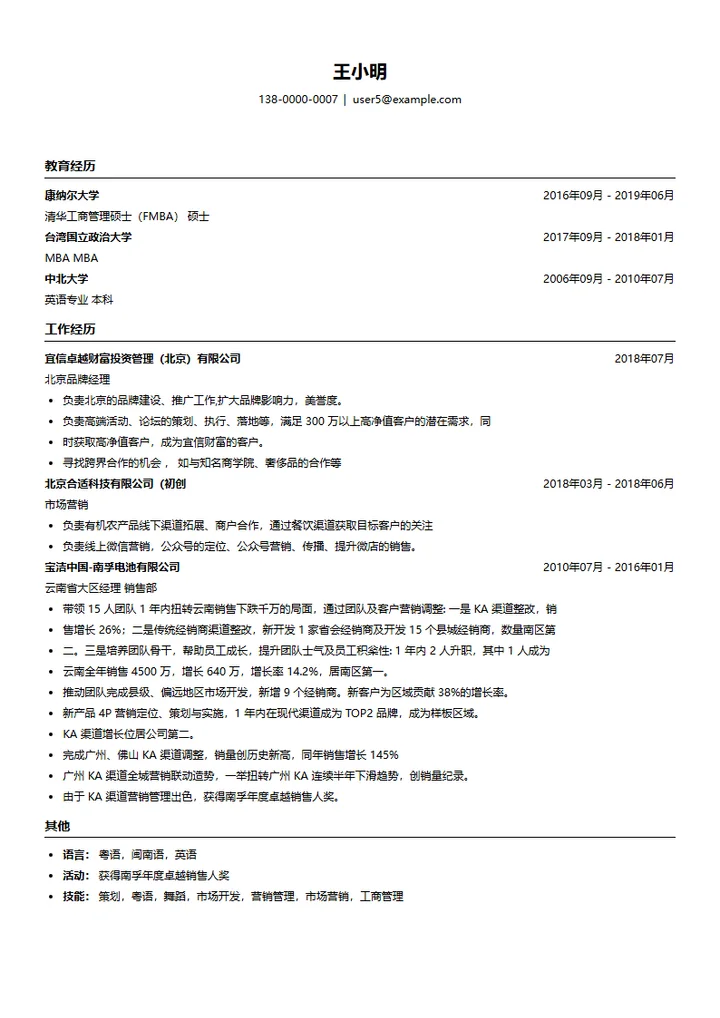 王小明
138-0000-0007 | user5@example.com
教育经历
康纳尔大学 2016年09月 - 2019年06月
清华工商管理硕士（FMBA） 硕士
台湾国立政治大学 2017年09月 - 2018年01月
MBA MBA
中北大学 2006年09月 - 2010年07月
英语专业 本科
工作经历
宜信卓越财富投资管理（北京）有限公司 2018年07月
北京品牌经理
• 负责北京的品牌建设、推广工作,扩大品牌影响力，美誉度。
• 负责高端活动、论坛的策划、执行、落地等，满足 300 万以上高净值客户的潜在需求，同
• 时获取高净值客户，成为宜信财富的客户。
• 寻找跨界合作的机会 ， 如与知名商学院、奢侈品的合作等
北京合适科技有限公司（初创 2018年03月 - 2018年06月
市场营销
• 负责有机农产品线下渠道拓展、商户合作，通过餐饮渠道获取目标客户的关注
• 负责线上微信营销，公众号的定位、公众号营销、传播、提升微店的销售。
宝洁中国-南孚电池有限公司 2010年07月 - 2016年01月
云南省大区经理 销售部
• 带领 15 人团队 1 年内扭转云南销售下跌千万的局面，通过团队及客户营销调整: 一是 KA 渠道整改，销
• 售增长 26%；二是传统经销商渠道整改，新开发 1 家省会经销商及开发 15 个县城经销商，数量南区第
• 二。三是培养团队骨干，帮助员工成长，提升团队士气及员工积枀性: 1 年内 2 人升职，其中 1 人成为
• 云南全年销售 4500 万，增长 640 万，增长率 14.2%，居南区第一。
• 推动团队完成县级、偏远地区市场开发，新增 9 个经销商。新客户为区域贡献 38%的增长率。
• 新产品 4P 营销定位、策划与实施，1 年内在现代渠道成为 TOP2 品牌，成为样板区域。
• KA 渠道增长位居公司第二。
• 完成广州、佛山 KA 渠道调整，销量创历史新高，同年销售增长 145%
• 广州 KA 渠道全城营销联动造势，一举扭转广州 KA 连续半年下滑趋势，创销量纪录。
• 由于 KA 渠道营销管理出色，获得南孚年度卓越销售人奖。
其他
• 语言： 粤语，闽南语，英语
• 活动： 获得南孚年度卓越销售人奖
• 技能： 策划，粤语，舞蹈，市场开发，营销管理，市场营销，工商管理